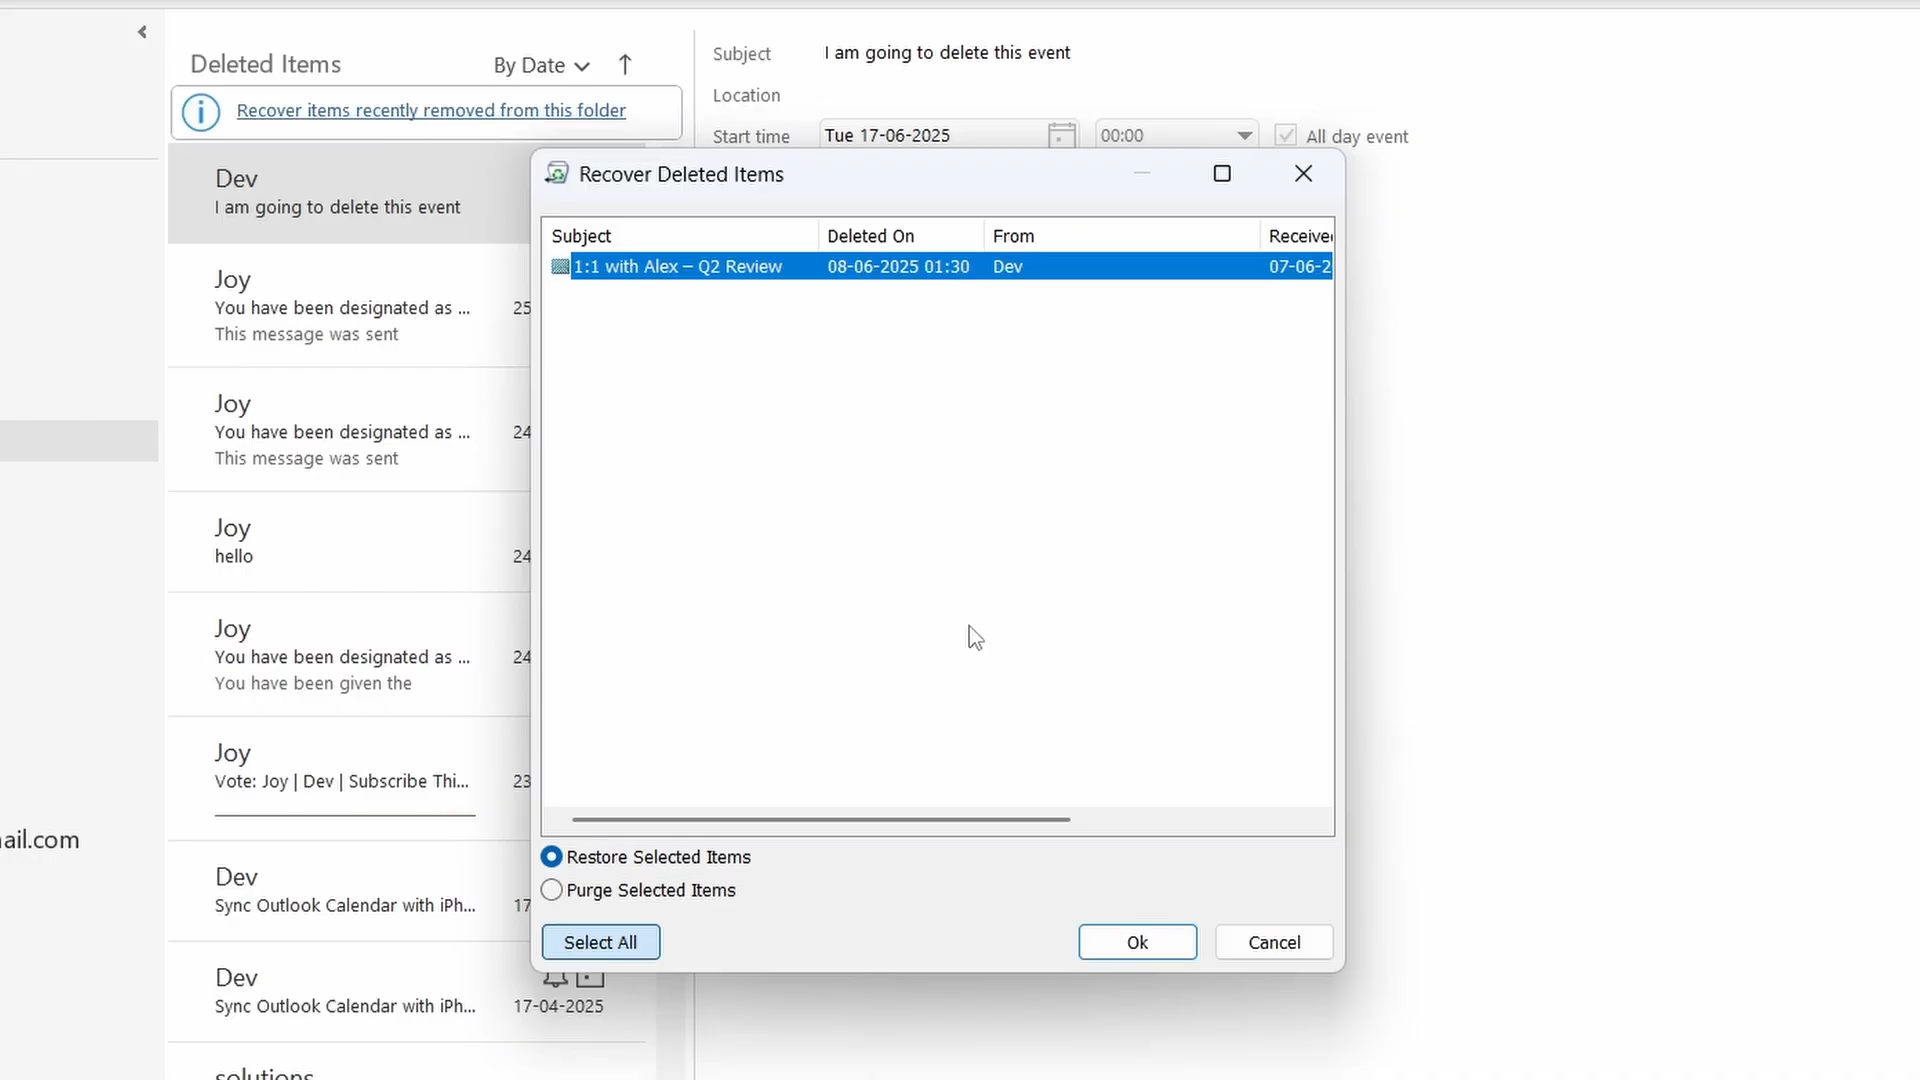 Deleted Items
By Date
Recover items recently removed from this folder
Dev
I am going to delete this event
Joy
You have been designated as ...
25
This message was sent
Joy
You have been designated as ...
24
This message was sent
Joy
hello
24
Joy
You have been designated as ...
24
You have been given the
Joy
Vote: Joy | Dev | Subscribe Thi...
23
Dev
Sync Outlook Calendar with iPh...
17
Dev
Sync Outlook Calendar with iPh...
17-04-2025
solutions
ail.com
Subject I am going to delete this event
Location
Start time Tue 17-06-2025 00:00 All day event
Recover Deleted Items
Subject Deleted On From Receive
1:1 with Alex – Q2 Review 08-06-2025 01:30 Dev 07-06-2
Restore Selected Items
Purge Selected Items
Select All Ok Cancel